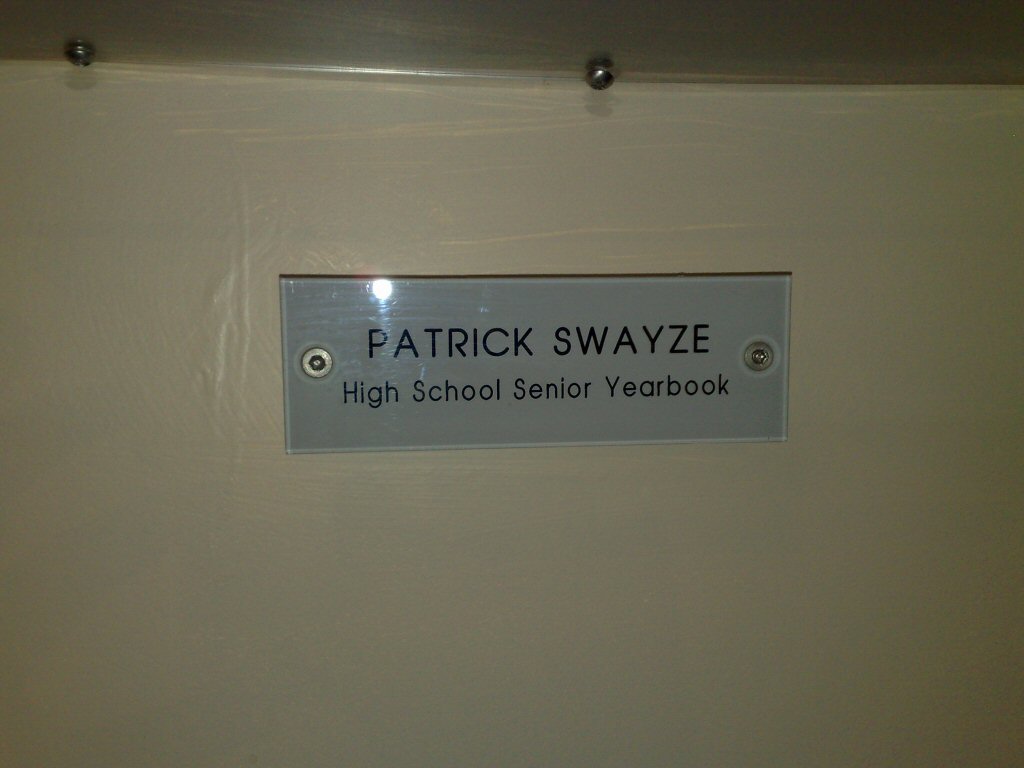 PATRICK SWAYZE
High School Senior Yearbook